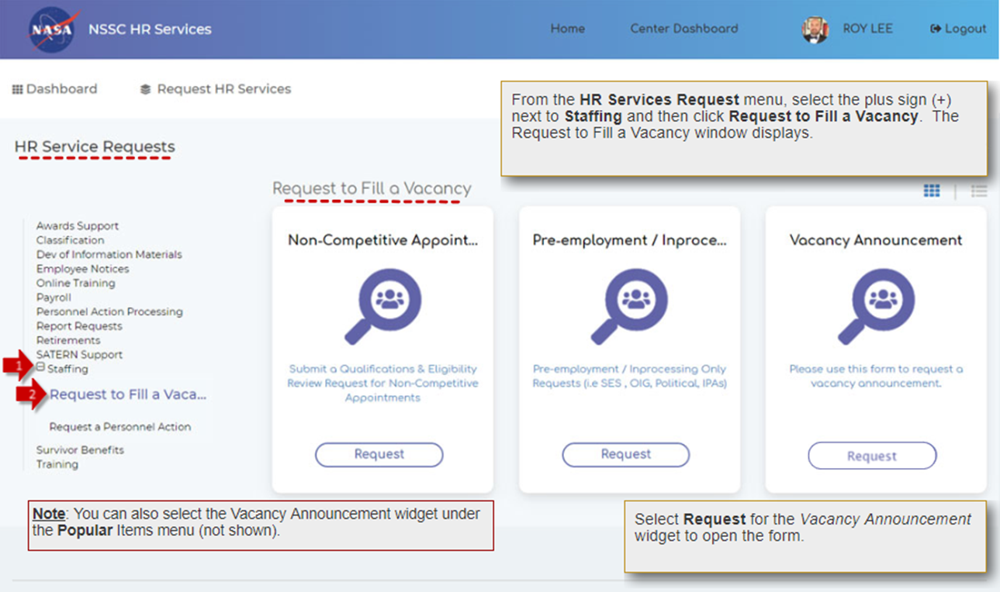 NASA
NSSC HR Services
Home
Center Dashboard
ROY LEE
Logout
Dashboard
Request HR Services
From the HR Services Request menu, select the plus sign (+)
next to Staffing and then click Request to Fill a Vacancy. The
Request to Fill a Vacancy window displays.
HR Service Requests
Request to Fill a Vacancy
Awards Support
Classification
Dev of Information Materials
Employee Notices
Online Training
Payroll
Personnel Action Processing
Report Requests
Retirements
SATERN Support
1
Staffing
2
Request to Fill a Vaca...
Request a Personnel Action
Survivor Benefits
Training
Non-Competitive Appoint...
Submit a Qualifications & Eligibility
Review Request for Non-Competitive
Appointments
Request
Pre-employment / Inproce...
Pre-employment / Inprocessing Only
Requests (i.e SES , OIG, Political, IPAs)
Request
Vacancy Announcement
Please use this form to request a
vacancy announcement.
Request
Note: You can also select the Vacancy Announcement widget under
the Popular Items menu (not shown).
Select Request for the Vacancy Announcement
widget to open the form.